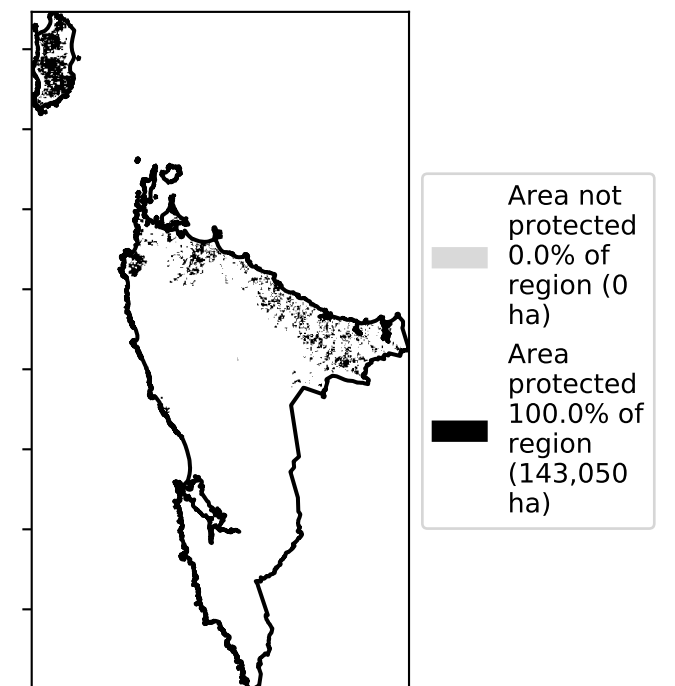 Area not
protected
0.0% of
region (0
ha)
Area
protected
100.0% of
region
(143,050
ha)